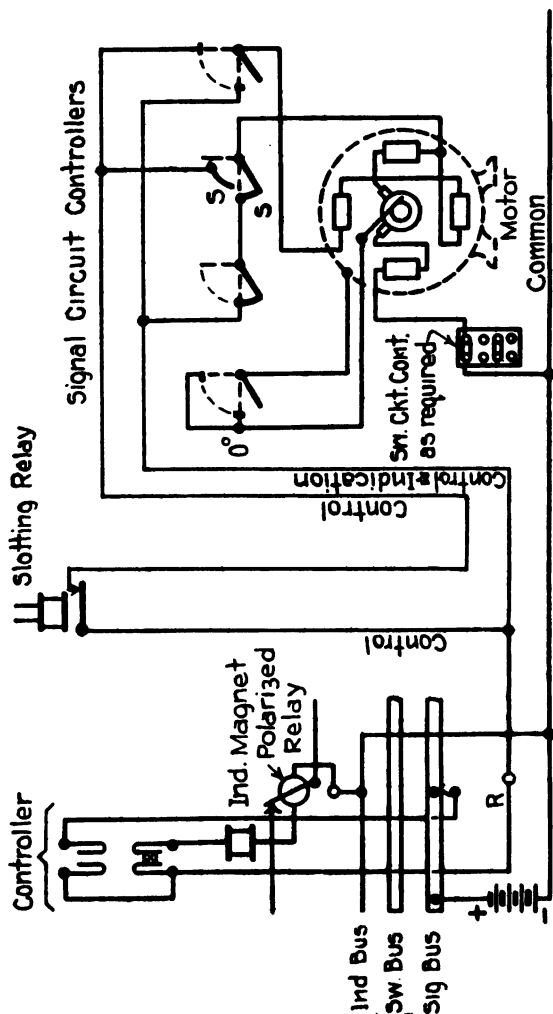 Controller
Slotting Relay
Signal Circuit Controllers
Ind. Magnet
Polarized
Relay
Control
Control
Control & Indication
0°
S
S
Sw. Ckt. Cont.
as required
Motor
Common
R
Ind Bus
Sw. Bus
Sig Bus
+
-